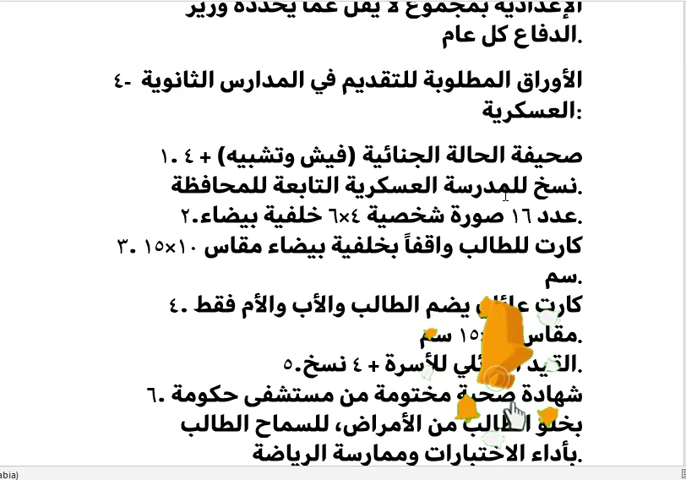 الإعدادية بمجموع لا يقل عما يحدده وزير
الدفاع كل عام.
٤- الأوراق المطلوبة للتقديم في المدارس الثانوية
العسكرية:
١. صحيفة الحالة الجنائية (فيش وتشبيه) + ٤
نسخ للمدرسة العسكرية التابعة للمحافظة.
٢.عدد ١٦ صورة شخصية ٤×٦ خلفية بيضاء.
٣. كارت للطالب واقفاً بخلفية بيضاء مقاس ١٠×١٥
سم.
٤. كارت عائلي يضم الطالب والأب والأم فقط
مقاس ١٥ سم.
٥.القيد للأسرة + ٤ نسخ.
٦. شهادة صحية مختومة من مستشفى حكومة
بخلو الطالب من الأمراض، للسماح الطالب
بأداء الاختبارات وممارسة الرياضة.
abia)